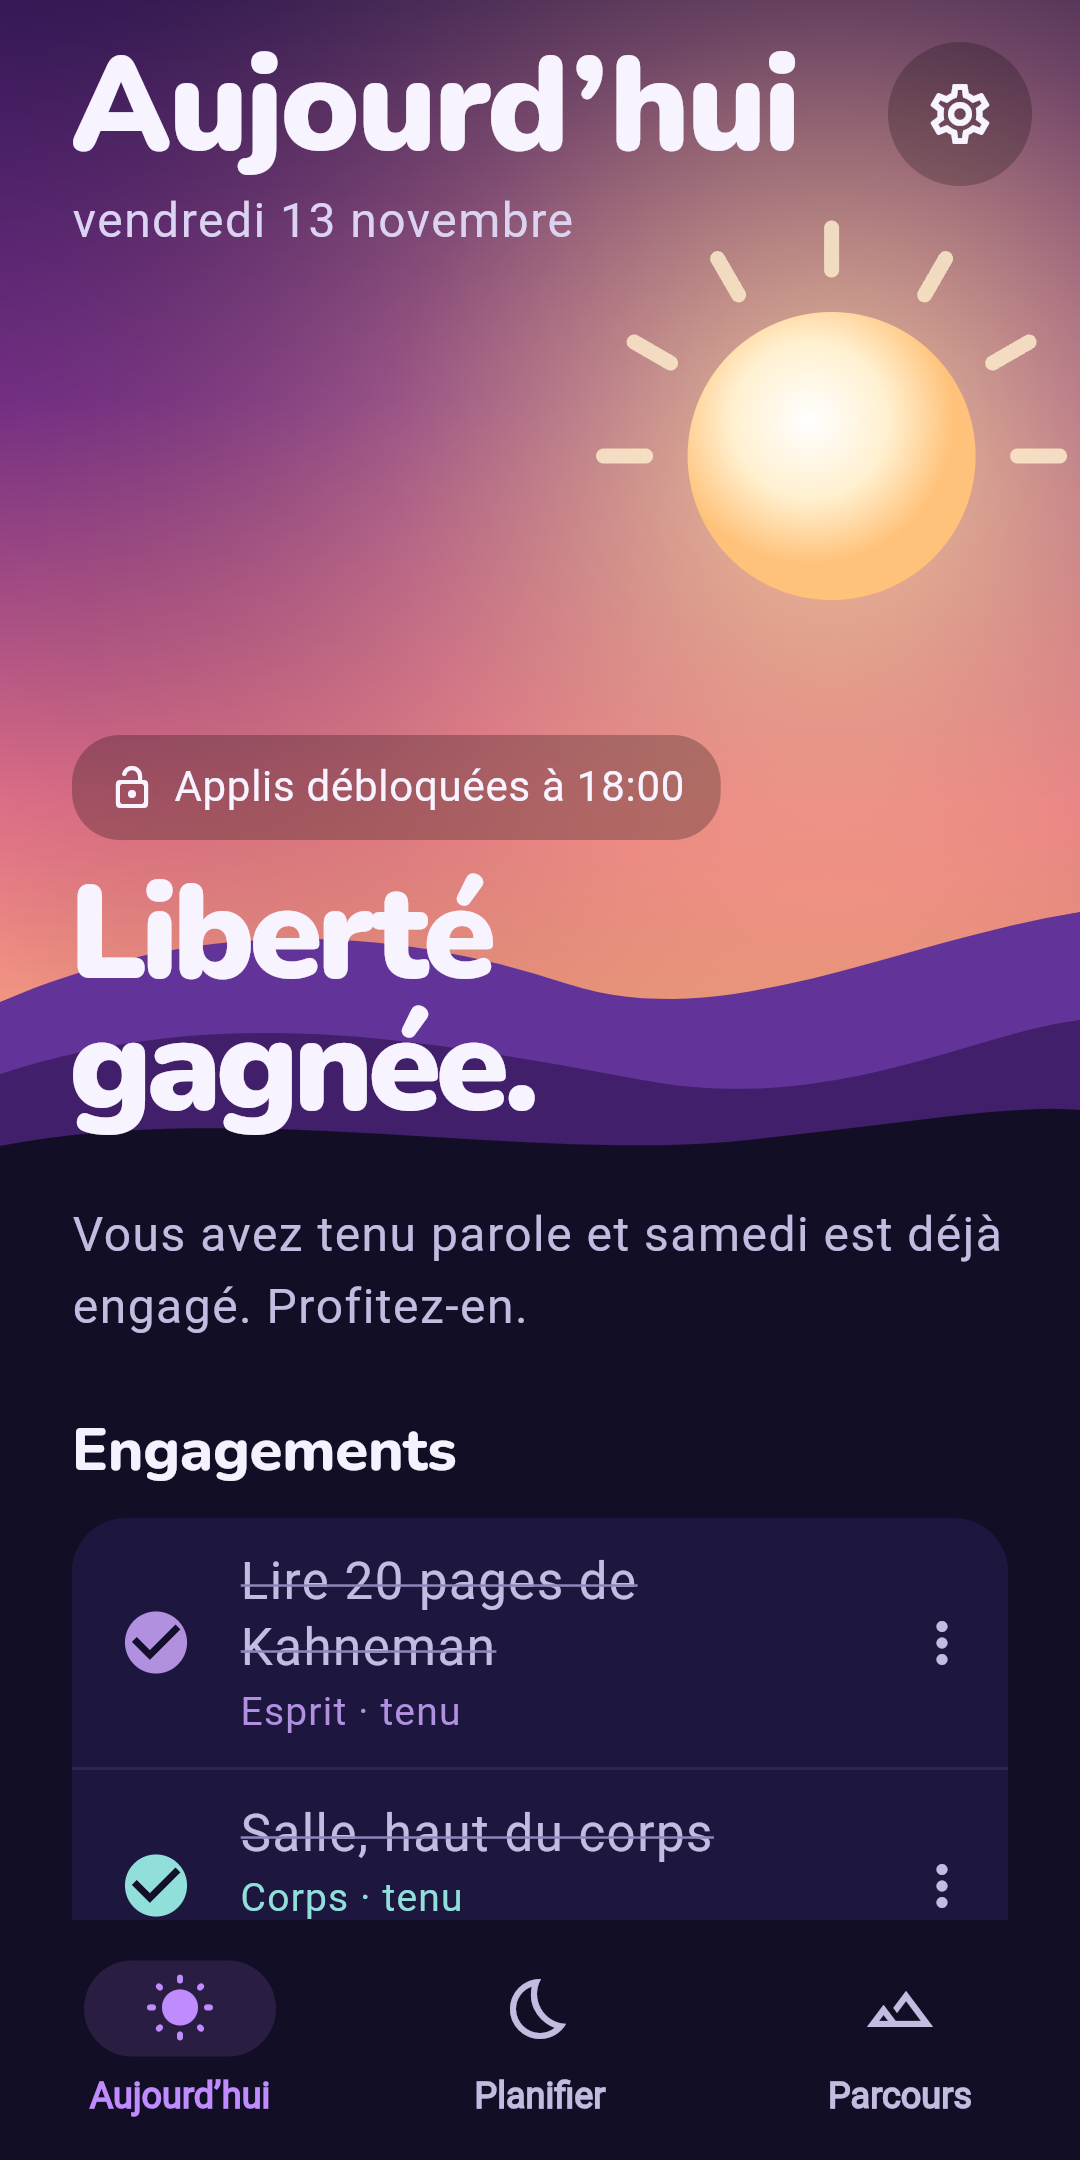 Aujourd’hui
vendredi 13 novembre
Applis débloquées à 18:00
Liberté
gagnée.
Vous avez tenu parole et samedi est déjà
engagé. Profitez-en.
Engagements
Lire 20 pages de
Kahneman
Esprit · tenu
Salle, haut du corps
Corps · tenu
Aujourd’hui
Planifier
Parcours